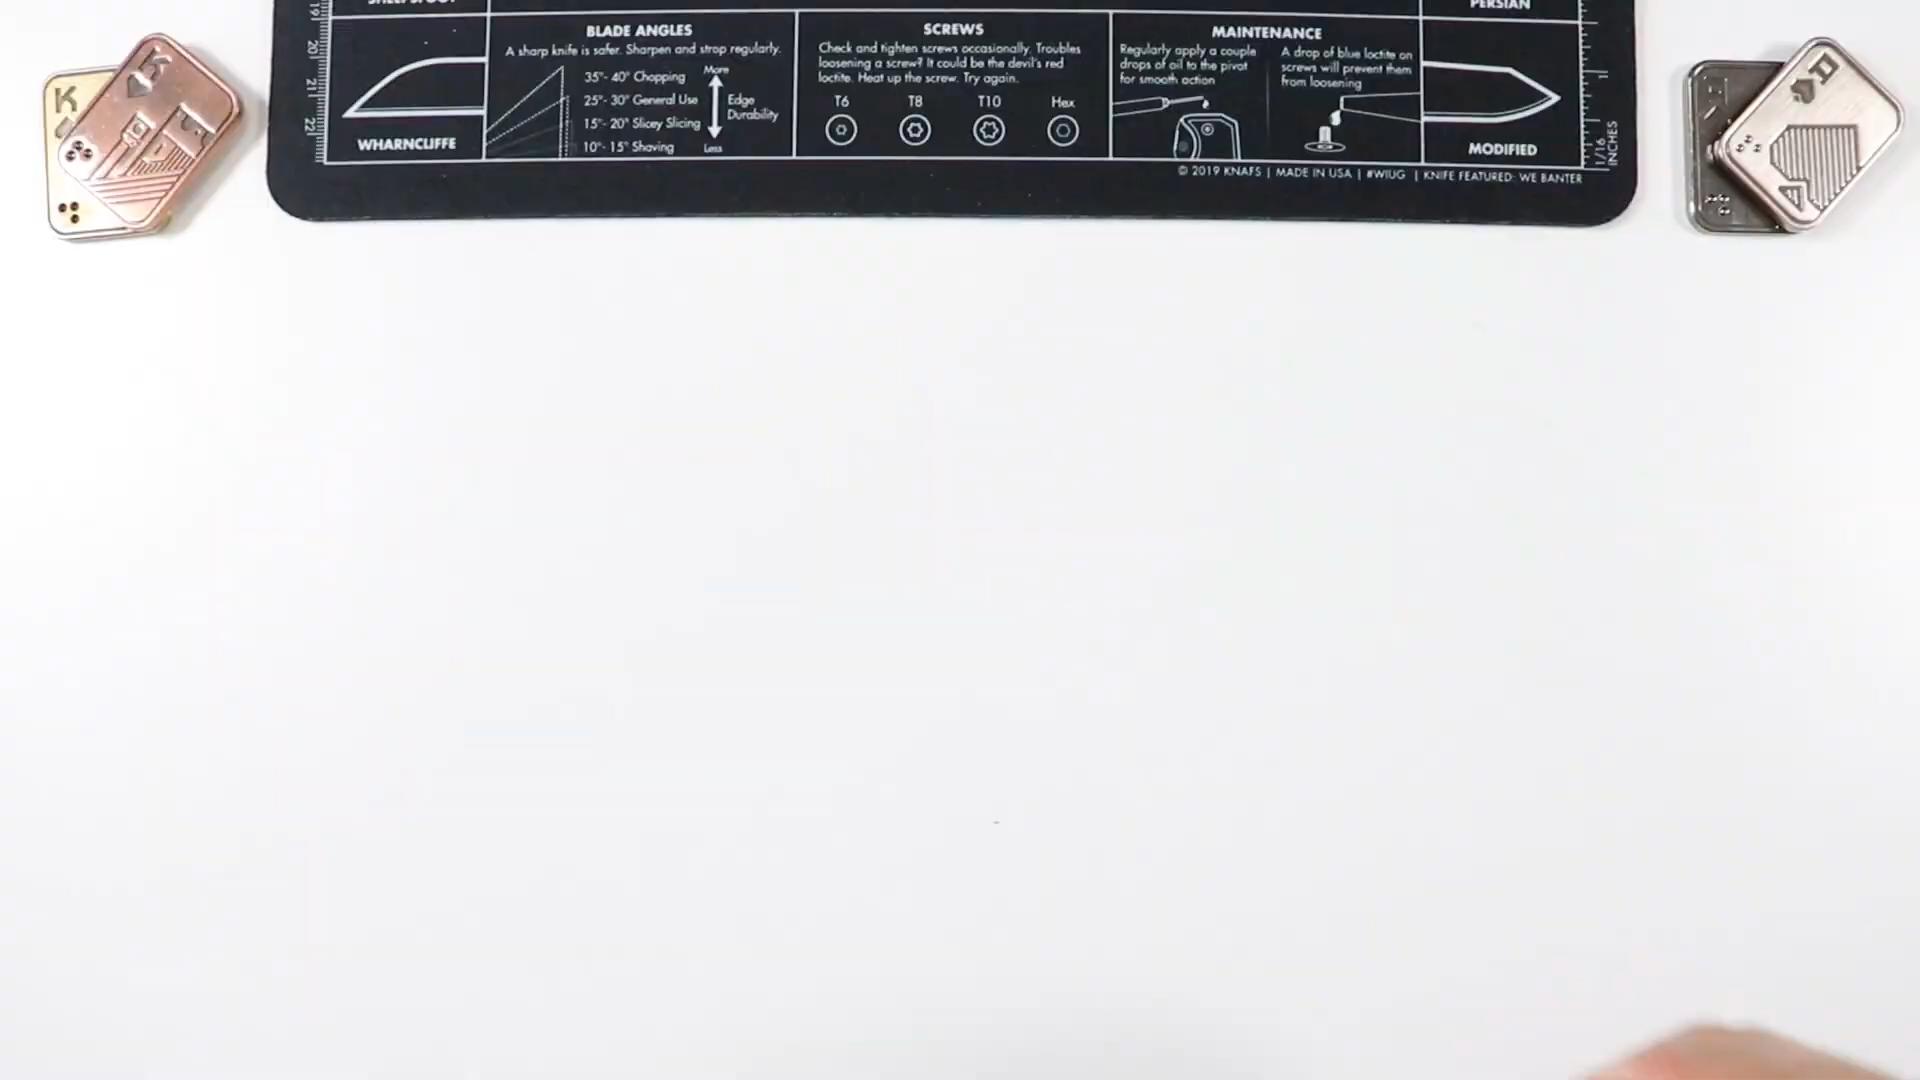 SHEEPSFOOT
PERSIAN
19
20
21
22
WHARNCLIFFE
BLADE ANGLES
A sharp knife is safer. Sharpen and strop regularly.
35°- 40° Chopping
25°- 30° General Use
15°- 20° Slicey Slicing
10°- 15° Shaving
More
Edge
Durability
Less
SCREWS
Check and tighten screws occasionally. Troubles
loosening a screw? It could be the devil's red
loctite. Heat up the screw. Try again.
T6 T8 T10 Hex
MAINTENANCE
Regularly apply a couple
drops of oil to the pivot
for smooth action
A drop of blue loctite on
screws will prevent them
from loosening
MODIFIED
1/16
INCHES
© 2019 KNAFS | MADE IN USA | #WIUG | KNIFE FEATURED: WE BANTER
K
K